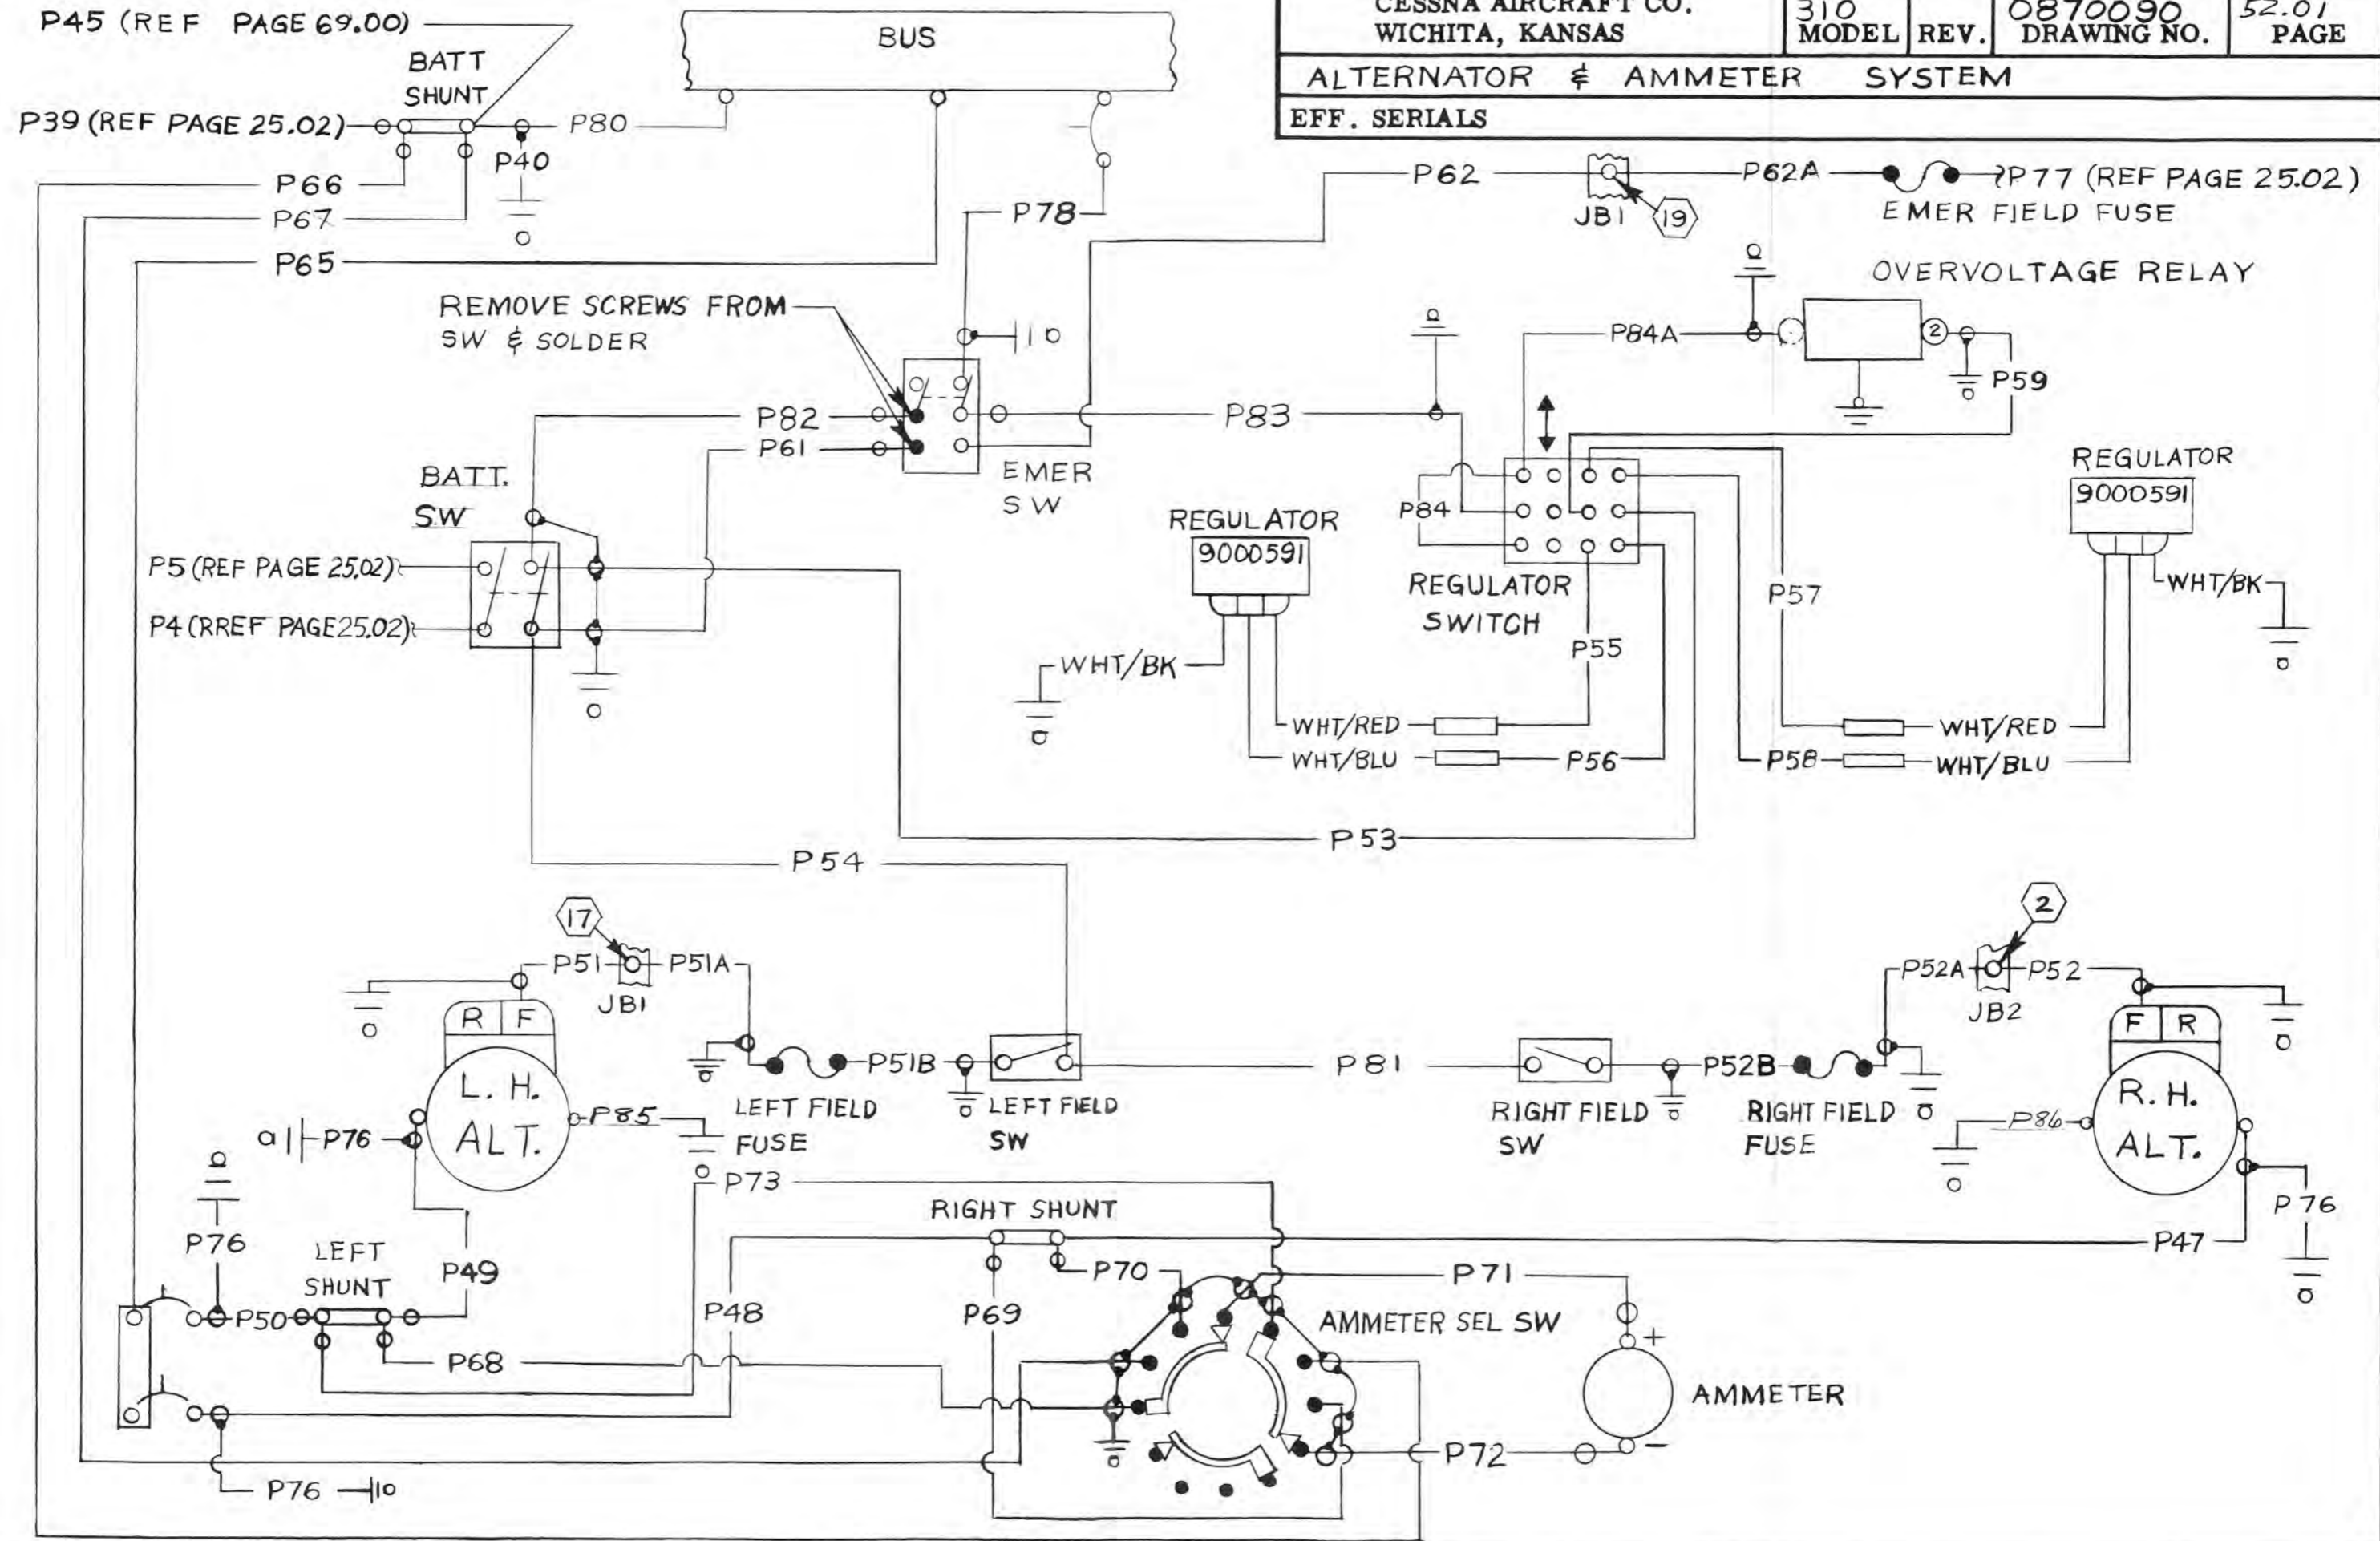 P45 (REF PAGE 69.00)
BATT
SHUNT
P39 (REF PAGE 25.02)
P80
P40
P66
P67
P65
BUS
P78
CESSNA AIRCRAFT CO.
WICHITA, KANSAS
310
MODEL
REV.
0870090
DRAWING NO.
52.01
PAGE
ALTERNATOR & AMMETER SYSTEM
EFF. SERIALS
P62
JB1
19
P62A
P77 (REF PAGE 25.02)
EMER FIELD FUSE
OVERVOLTAGE RELAY
P84A
2
P59
REMOVE SCREWS FROM
SW & SOLDER
P82
P61
P83
EMER
SW
BATT.
SW
P5 (REF PAGE 25.02)
P4 (RREF PAGE 25.02)
REGULATOR
9000591
P84
REGULATOR
SWITCH
REGULATOR
9000591
WHT/BK
P57
P55
WHT/BK
WHT/RED
WHT/BLU
P56
P58
WHT/RED
WHT/BLU
P53
P54
17
P51
P51A
JB1
R F
L. H.
ALT.
P76
P85
P51B
LEFT FIELD
FUSE
LEFT FIELD
SW
P81
RIGHT FIELD
SW
P52B
RIGHT FIELD
FUSE
P52A
2
P52
JB2
F R
R. H.
ALT.
P86
P76
P47
P73
RIGHT SHUNT
P76
LEFT
SHUNT
P49
P50
P68
P48
P69
P70
P71
AMMETER SEL SW
+
AMMETER
-
P72
P76